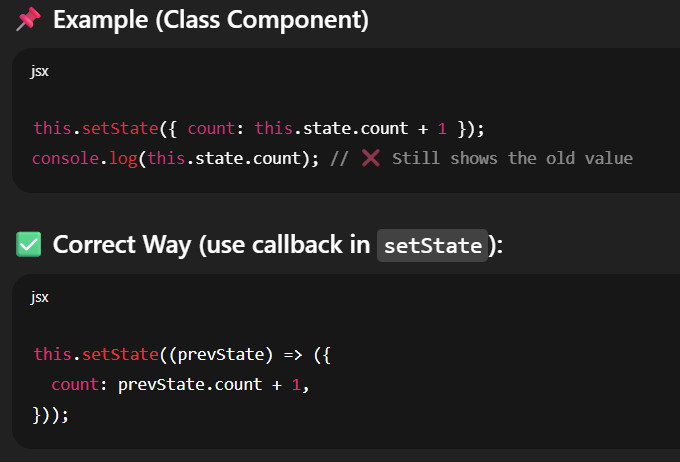 📌 Example (Class Component)
jsx
this.setState({ count: this.state.count + 1 });
console.log(this.state.count); // ❌ Still shows the old value
✅ Correct Way (use callback in setState):
jsx
this.setState((prevState) => ({
  count: prevState.count + 1,
}));